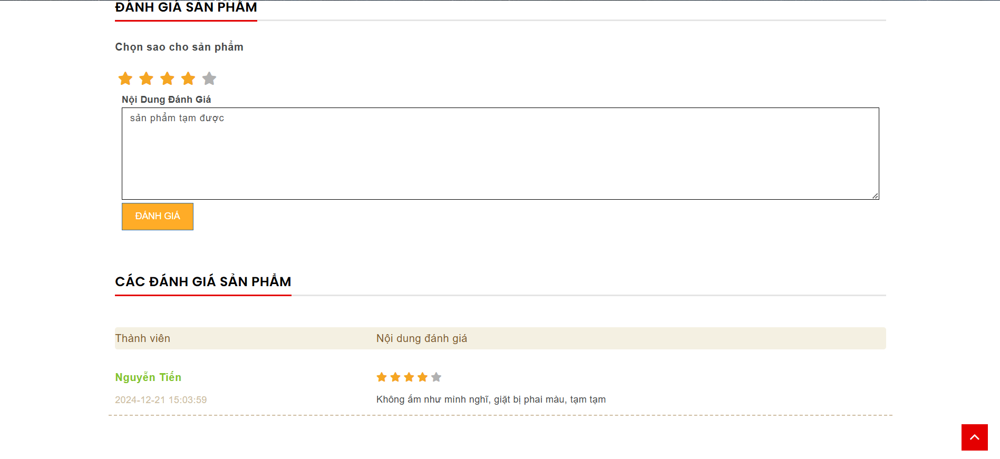 ĐÁNH GIÁ SẢN PHẨM
Chọn sao cho sản phẩm
Nội Dung Đánh Giá
sản phẩm tạm được
ĐÁNH GIÁ
CÁC ĐÁNH GIÁ SẢN PHẨM
Thành viên Nội dung đánh giá
Nguyễn Tiến
2024-12-21 15:03:59 Không ấm như mình nghĩ, giặt bị phai màu, tạm tạm